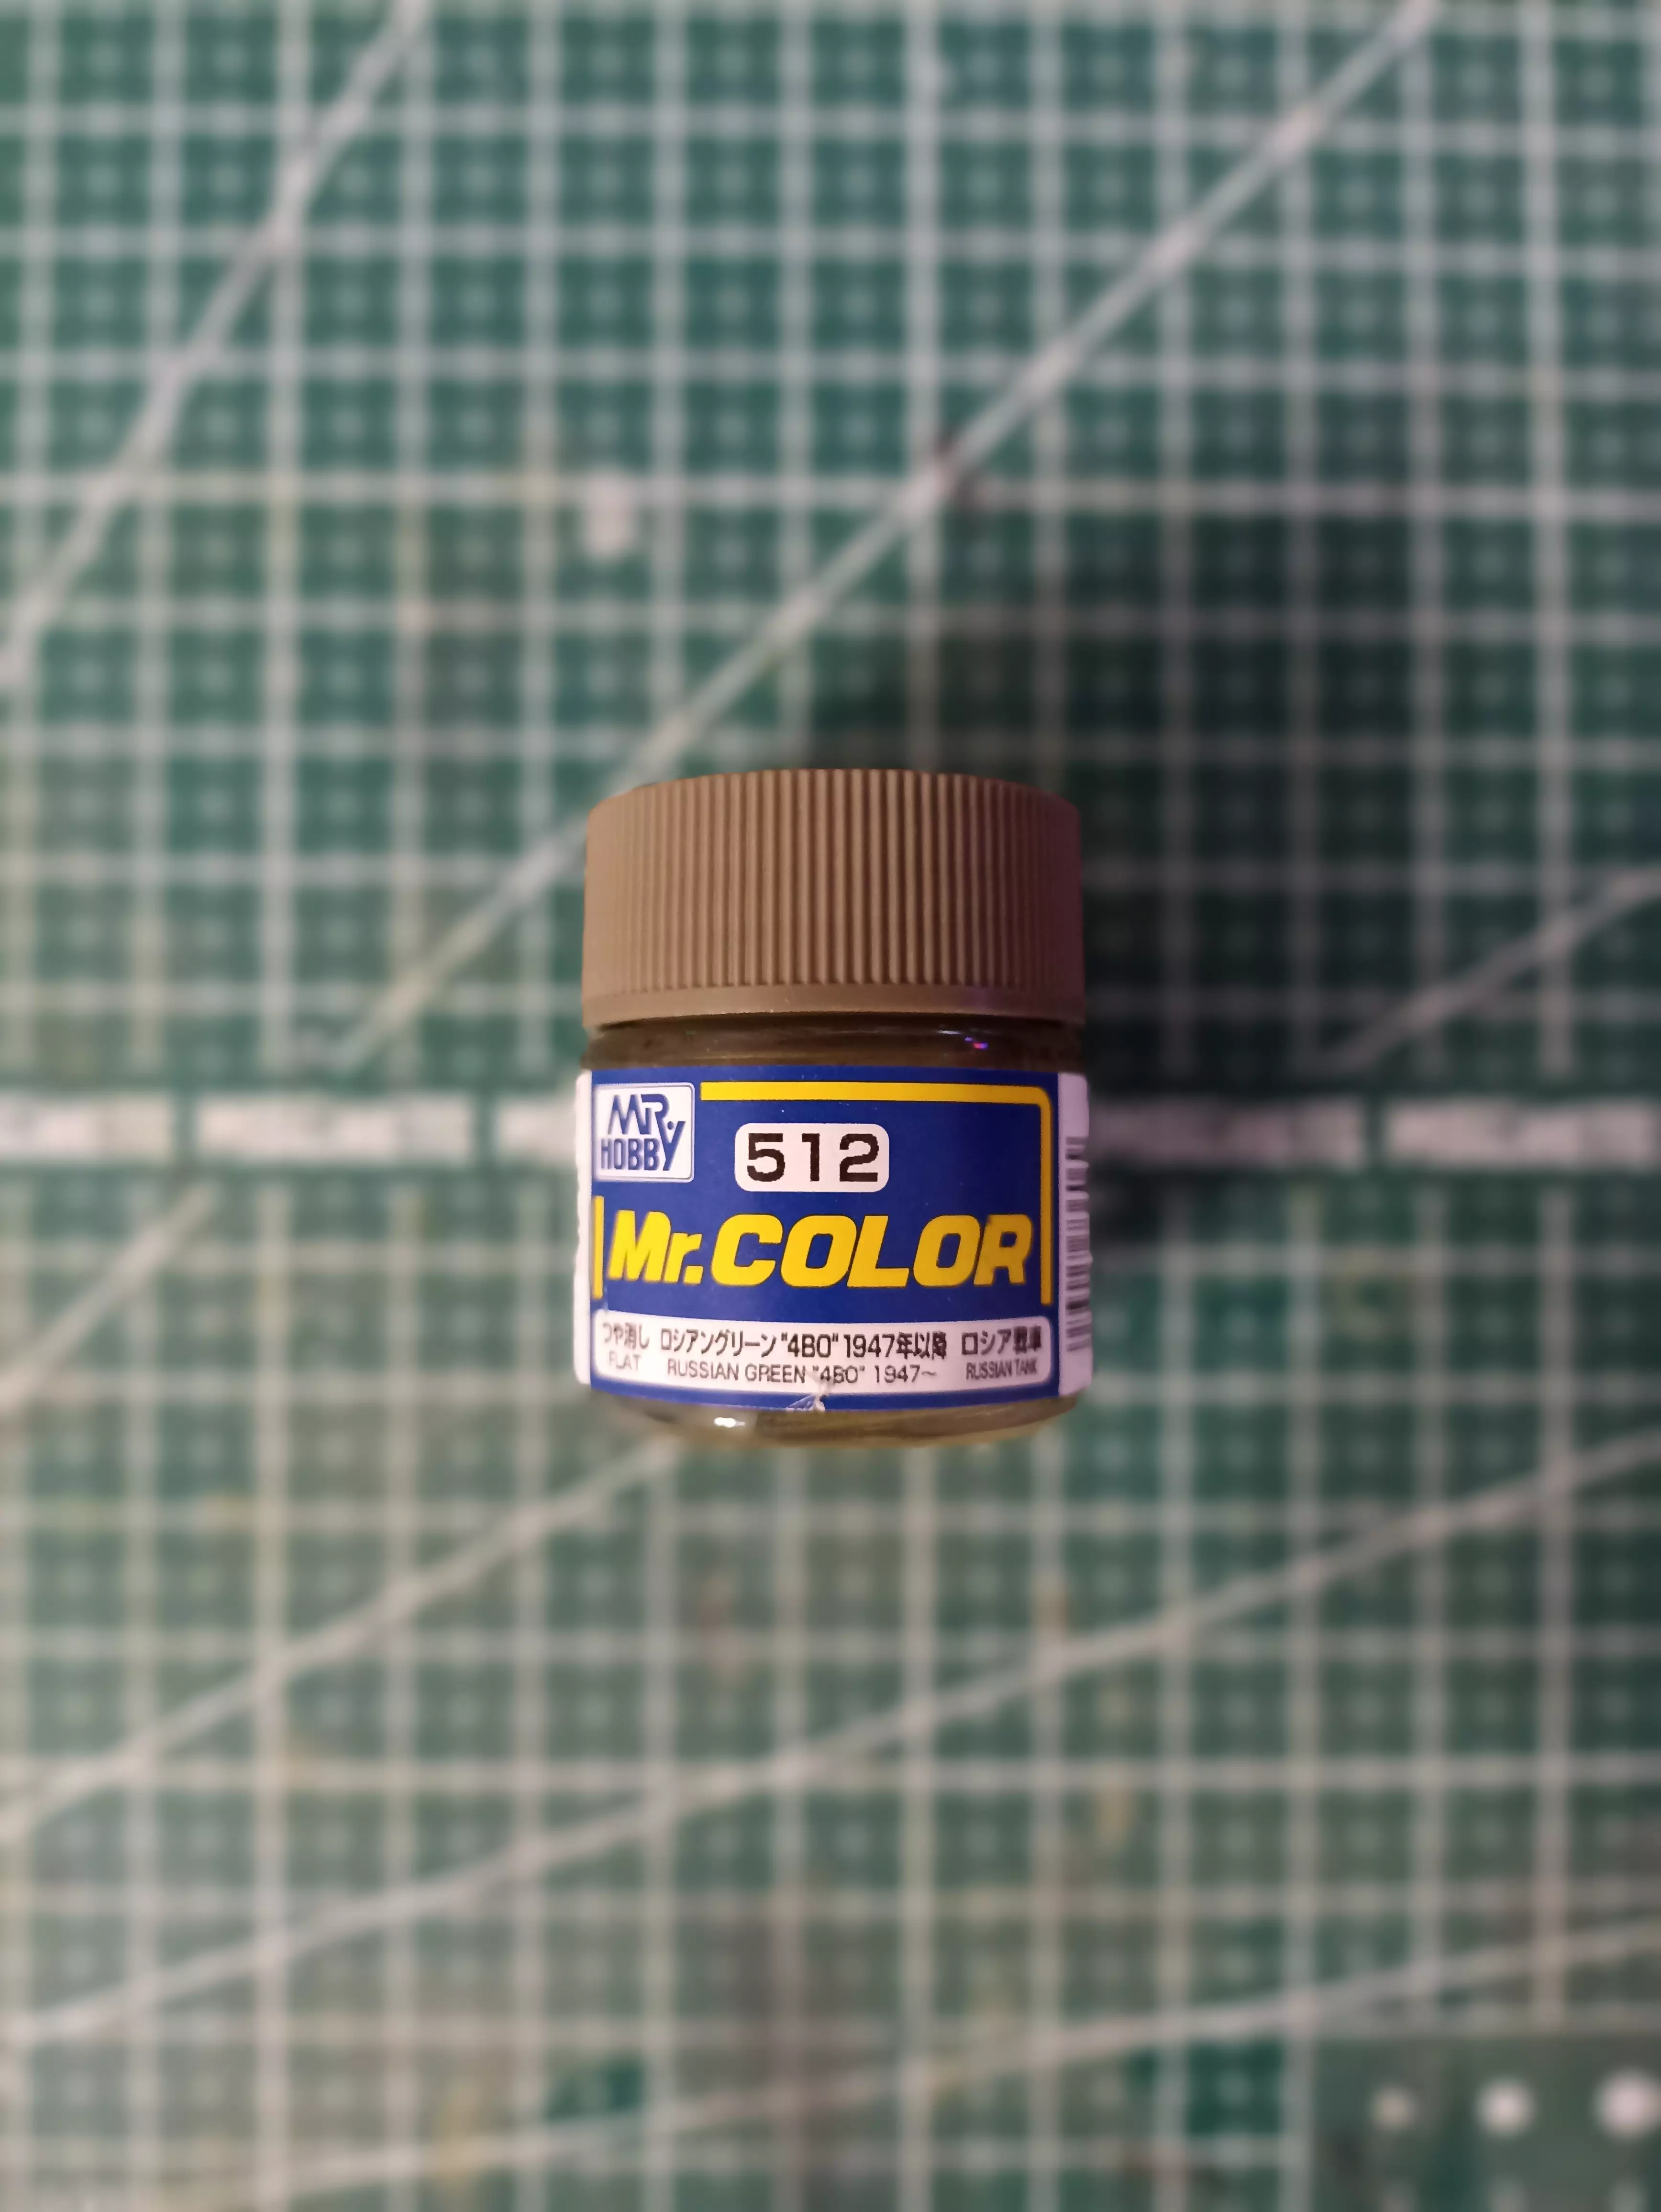 MR.
HOBBY
512
Mr.COLOR
つや消し ロシアングリーン "4BO" 1947年以降 ロシア戦車
FLAT RUSSIAN GREEN "4BO" 1947～ RUSSIAN TANK